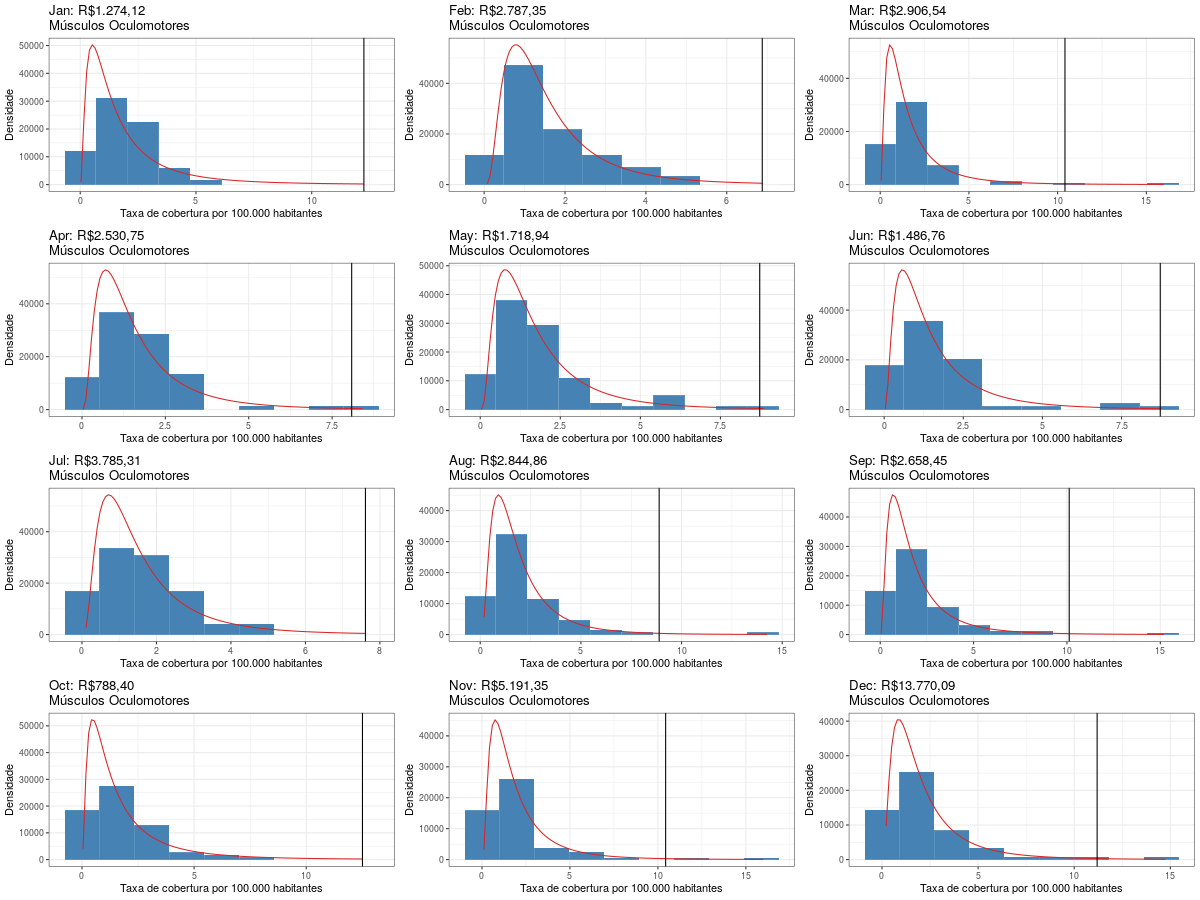 Jan: R$1.274,12
Músculos Oculomotores
50000
40000
30000
20000
10000
0
Densidade
0 5 10
Taxa de cobertura por 100.000 habitantes
Feb: R$2.787,35
Músculos Oculomotores
40000
20000
0
Densidade
0 2 4 6
Taxa de cobertura por 100.000 habitantes
Mar: R$2.906,54
Músculos Oculomotores
40000
20000
0
Densidade
0 5 10 15
Taxa de cobertura por 100.000 habitantes
Apr: R$2.530,75
Músculos Oculomotores
40000
20000
0
Densidade
0 2.5 5 7.5
Taxa de cobertura por 100.000 habitantes
May: R$1.718,94
Músculos Oculomotores
50000
40000
30000
20000
10000
0
Densidade
0 2.5 5 7.5
Taxa de cobertura por 100.000 habitantes
Jun: R$1.486,76
Músculos Oculomotores
40000
20000
0
Densidade
0 2.5 5 7.5
Taxa de cobertura por 100.000 habitantes
Jul: R$3.785,31
Músculos Oculomotores
40000
20000
0
Densidade
0 2 4 6 8
Taxa de cobertura por 100.000 habitantes
Aug: R$2.844,86
Músculos Oculomotores
40000
30000
20000
10000
0
Densidade
0 5 10 15
Taxa de cobertura por 100.000 habitantes
Sep: R$2.658,45
Músculos Oculomotores
40000
30000
20000
10000
0
Densidade
0 5 10 15
Taxa de cobertura por 100.000 habitantes
Oct: R$788,40
Músculos Oculomotores
50000
40000
30000
20000
10000
0
Densidade
0 5 10
Taxa de cobertura por 100.000 habitantes
Nov: R$5.191,35
Músculos Oculomotores
40000
30000
20000
10000
0
Densidade
0 5 10 15
Taxa de cobertura por 100.000 habitantes
Dec: R$13.770,09
Músculos Oculomotores
40000
30000
20000
10000
0
Densidade
0 5 10 15
Taxa de cobertura por 100.000 habitantes